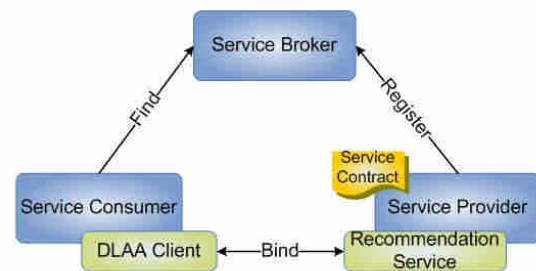 Service Broker
Find
Register
Service
Contract
Service Consumer
Service Provider
DLAA Client
Bind
Recommendation
Service